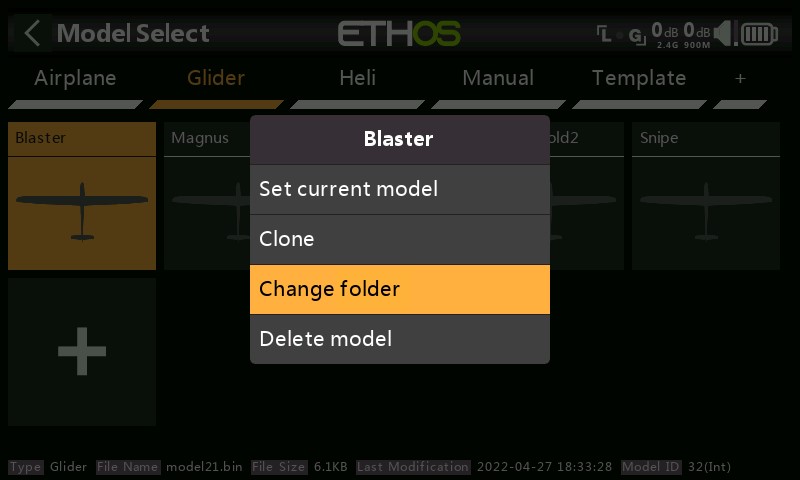 Model Select
ETHOS
L G 0dB 0dB
2.4G 900M
Airplane Glider Heli Manual Template +
Blaster Magnus old2 Snipe
Blaster
Set current model
Clone
Change folder
Delete model
Type Glider File Name model21.bin File Size 6.1KB Last Modification 2022-04-27 18:33:28 Model ID 32(Int)